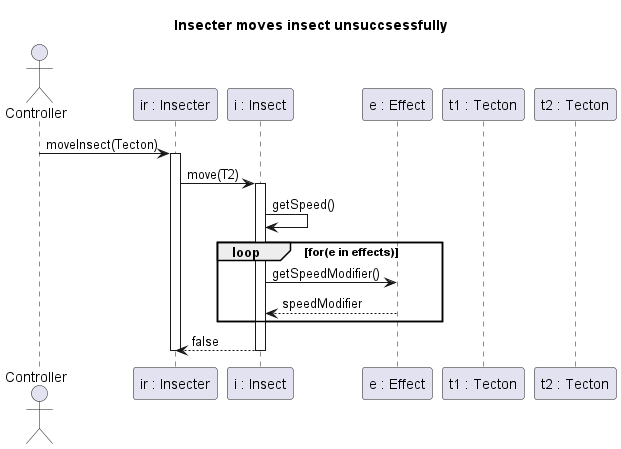 Insecter moves insect unsuccsessfully
Controller
ir : Insecter
i : Insect
e : Effect
t1 : Tecton
t2 : Tecton
moveInsect(Tecton)
move(T2)
getSpeed()
loop
[for(e in effects)]
getSpeedModifier()
speedModifier
false
Controller
ir : Insecter
i : Insect
e : Effect
t1 : Tecton
t2 : Tecton